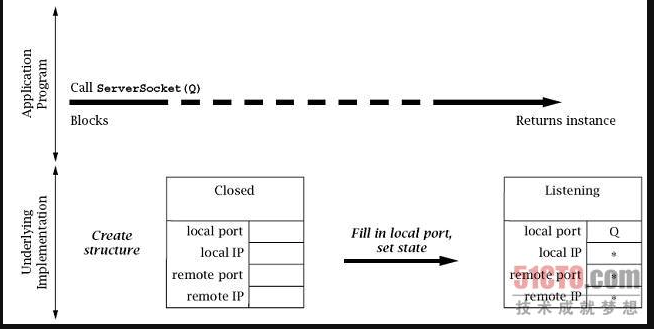 Application
Program
Call ServerSocket(Q)
Blocks
Returns instance
Underlying
Implementation
Create
structure
Closed
local port
local IP
remote port
remote IP
Fill in local port,
set state
Listening
local port Q
local IP *
remote port *
remote IP *
51CTO.com
技术成就梦想